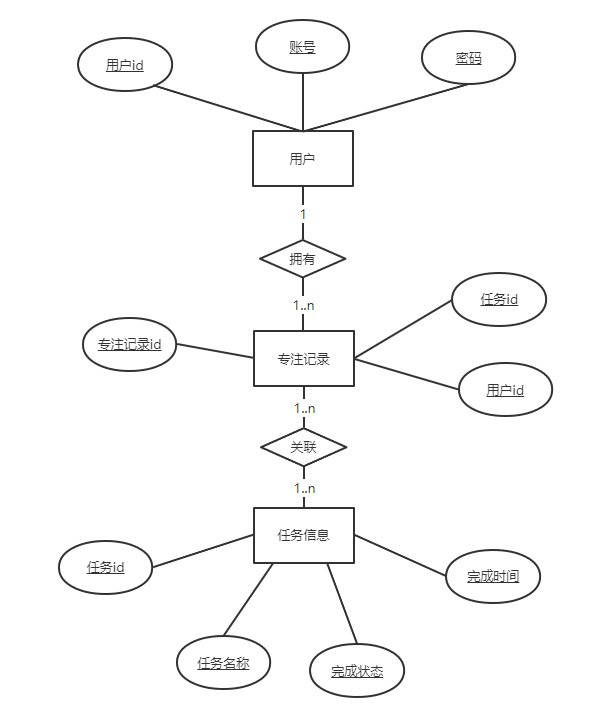 用户id
账号
密码
用户
1
拥有
1..n
任务id
专注记录id
专注记录
用户id
1..n
关联
1..n
任务信息
任务id
完成时间
任务名称
完成状态